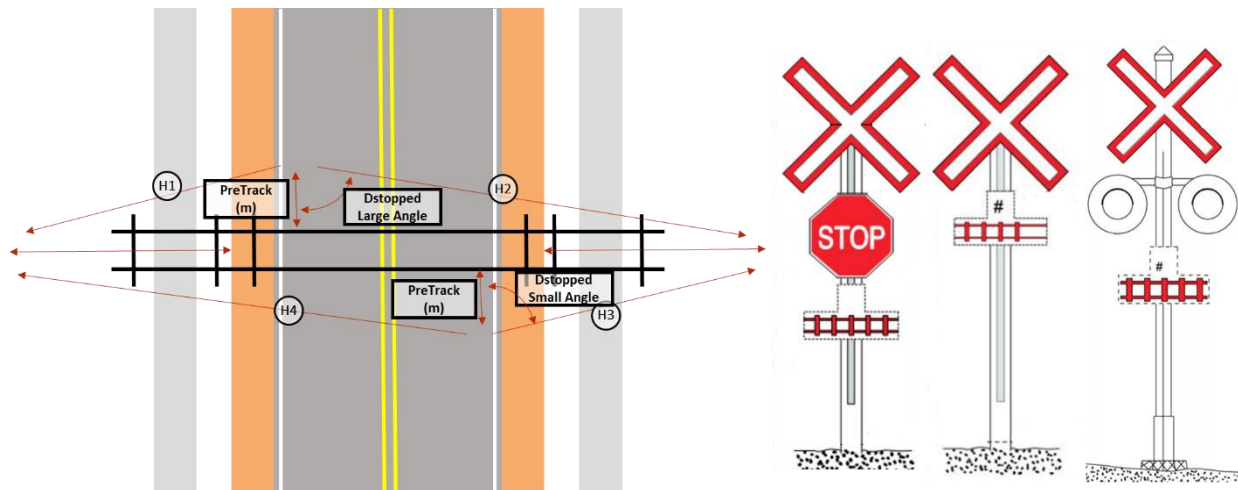 H1
PreTrack
(m)
Dstopped
Large Angle
H2
PreTrack
(m)
Dstopped
Small Angle
H4
H3
STOP
#
#